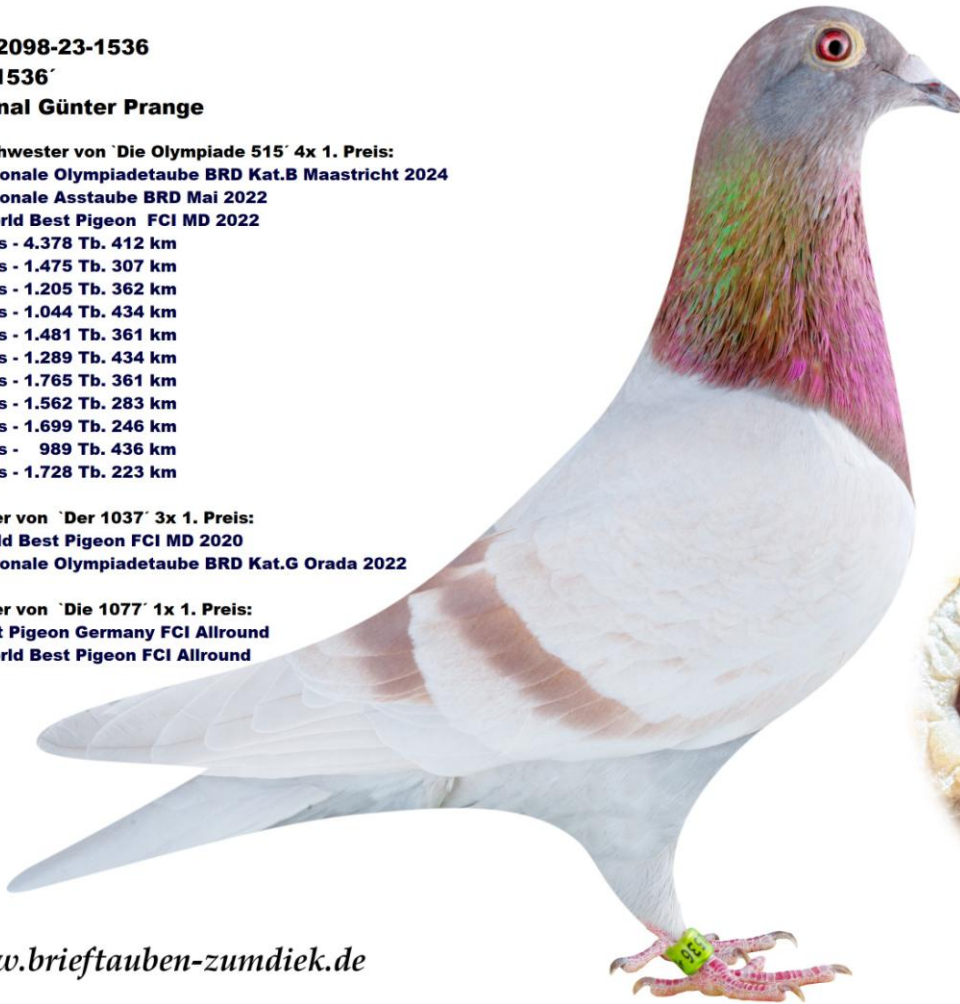 2098-23-1536
1536´
nal Günter Prange
hwester von `Die Olympiade 515´ 4x 1. Preis:
onale Olympiadetaube BRD Kat.B Maastricht 2024
onale Asstaube BRD Mai 2022
rld Best Pigeon FCI MD 2022
s - 4.378 Tb. 412 km
s - 1.475 Tb. 307 km
s - 1.205 Tb. 362 km
s - 1.044 Tb. 434 km
s - 1.481 Tb. 361 km
s - 1.289 Tb. 434 km
s - 1.765 Tb. 361 km
s - 1.562 Tb. 283 km
s - 1.699 Tb. 246 km
s - 989 Tb. 436 km
s - 1.728 Tb. 223 km
er von `Der 1037´ 3x 1. Preis:
ld Best Pigeon FCI MD 2020
onale Olympiadetaube BRD Kat.G Orada 2022
er von `Die 1077´ 1x 1. Preis:
t Pigeon Germany FCI Allround
rld Best Pigeon FCI Allround
w.brieftauben-zumdiek.de